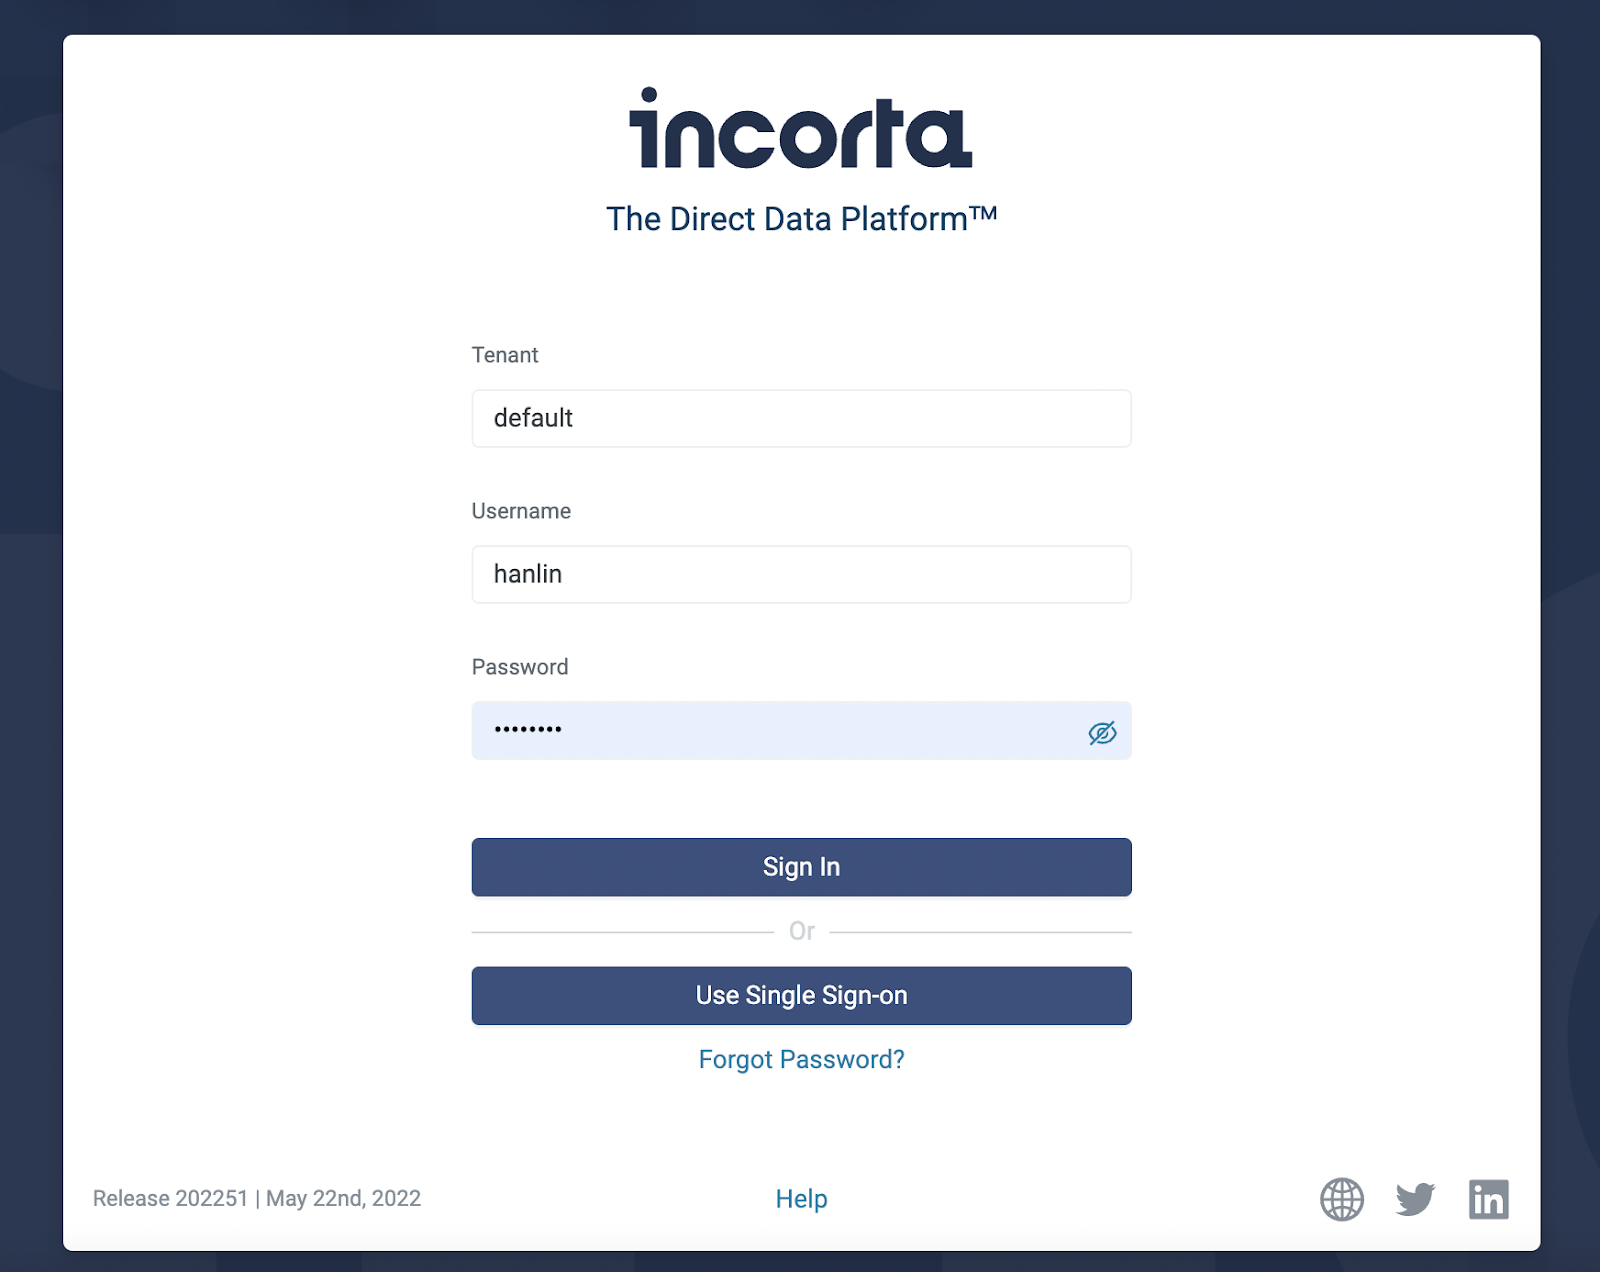 incorta
The Direct Data Platform™
Tenant
default
Username
hanlin
Password
••••••••
Sign In
Or
Use Single Sign-on
Forgot Password?
Release 202251 | May 22nd, 2022
Help
in